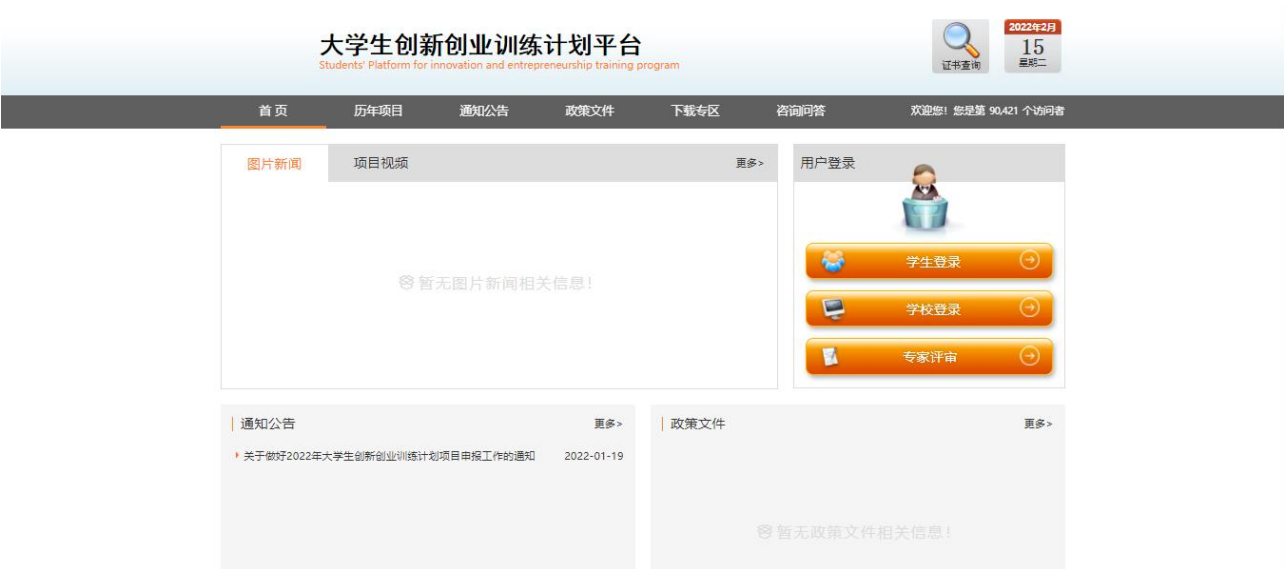 大学生创新创业训练计划平台
Students' Platform for innovation and entrepreneurship training program
证书查询
2022年2月
15
星期二
首 页 历年项目 通知公告 政策文件 下载专区 咨询问答 欢迎您！您是第 90,421 个访问者
图片新闻 项目视频 更多>
暂无图片新闻相关信息！
用户登录
学生登录
学校登录
专家评审
通知公告 更多>
关于做好2022年大学生创新创业训练计划项目申报工作的通知 2022-01-19
政策文件 更多>
暂无政策文件相关信息！